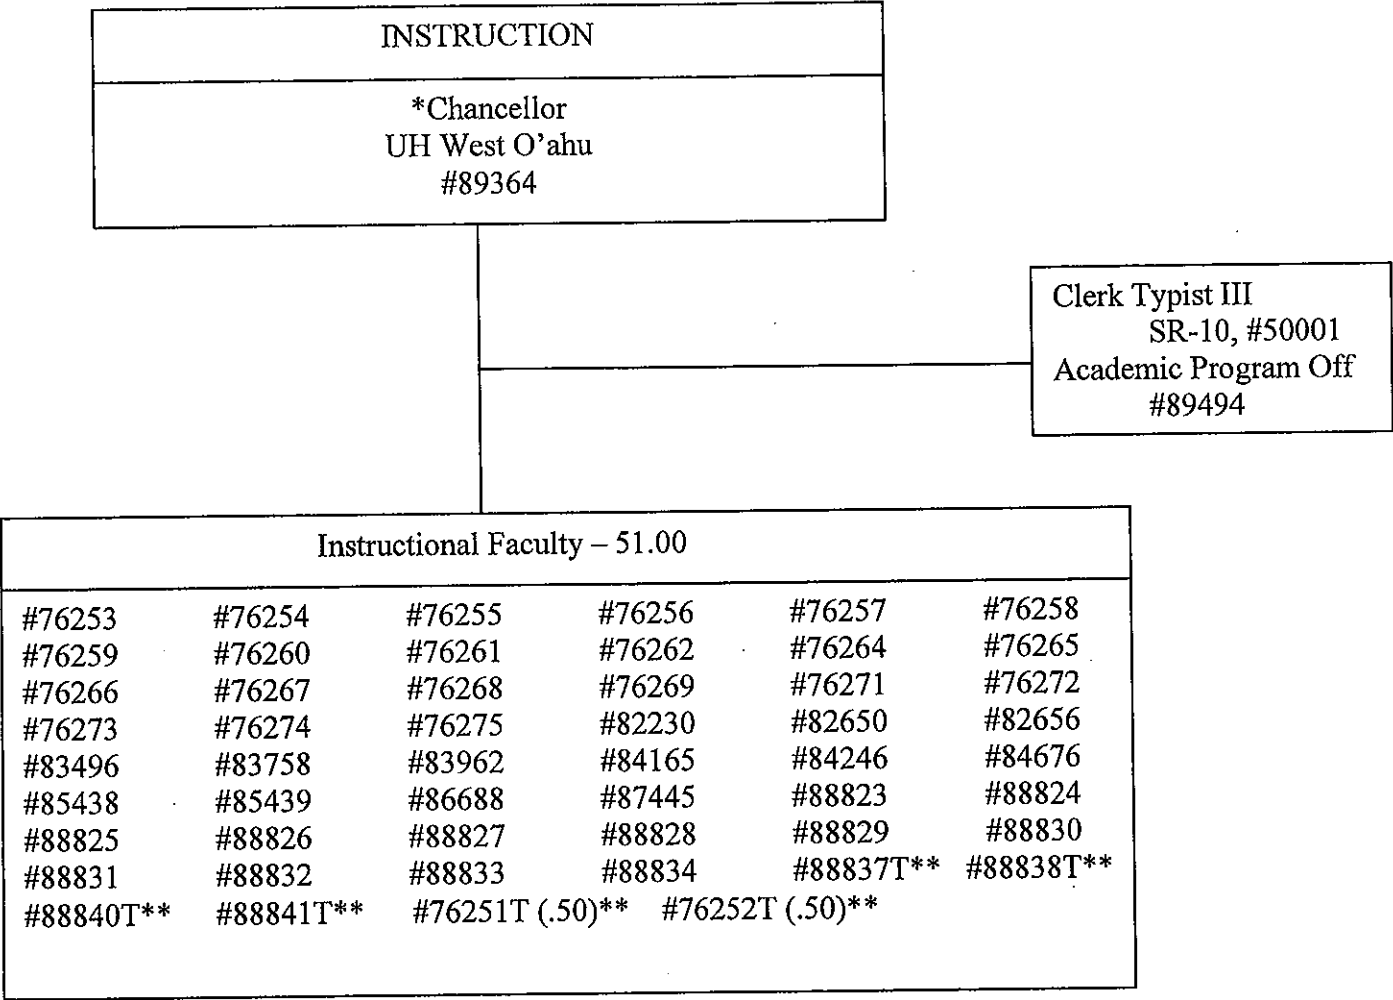 INSTRUCTION
*Chancellor
UH West O’ahu
#89364
Clerk Typist III
SR-10, #50001
Academic Program Off
#89494
Instructional Faculty – 51.00
#76253 #76254 #76255 #76256 #76257 #76258
#76259 #76260 #76261 #76262 #76264 #76265
#76266 #76267 #76268 #76269 #76271 #76272
#76273 #76274 #76275 #82230 #82650 #82656
#83496 #83758 #83962 #84165 #84246 #84676
#85438 #85439 #86688 #87445 #88823 #88824
#88825 #88826 #88827 #88828 #88829 #88830
#88831 #88832 #88833 #88834 #88837T** #88838T**
#88840T** #88841T** #76251T (.50)** #76252T (.50)**